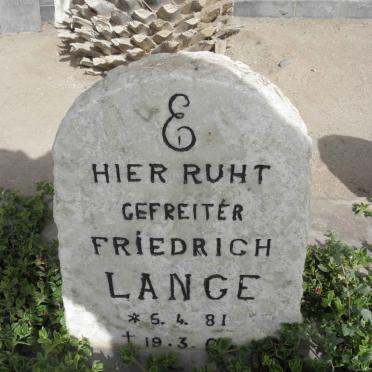 E
HIER RUHT
GEFREITER
FRIEDRICH
LANGE
* 5. 4. 81
† 19. 3.